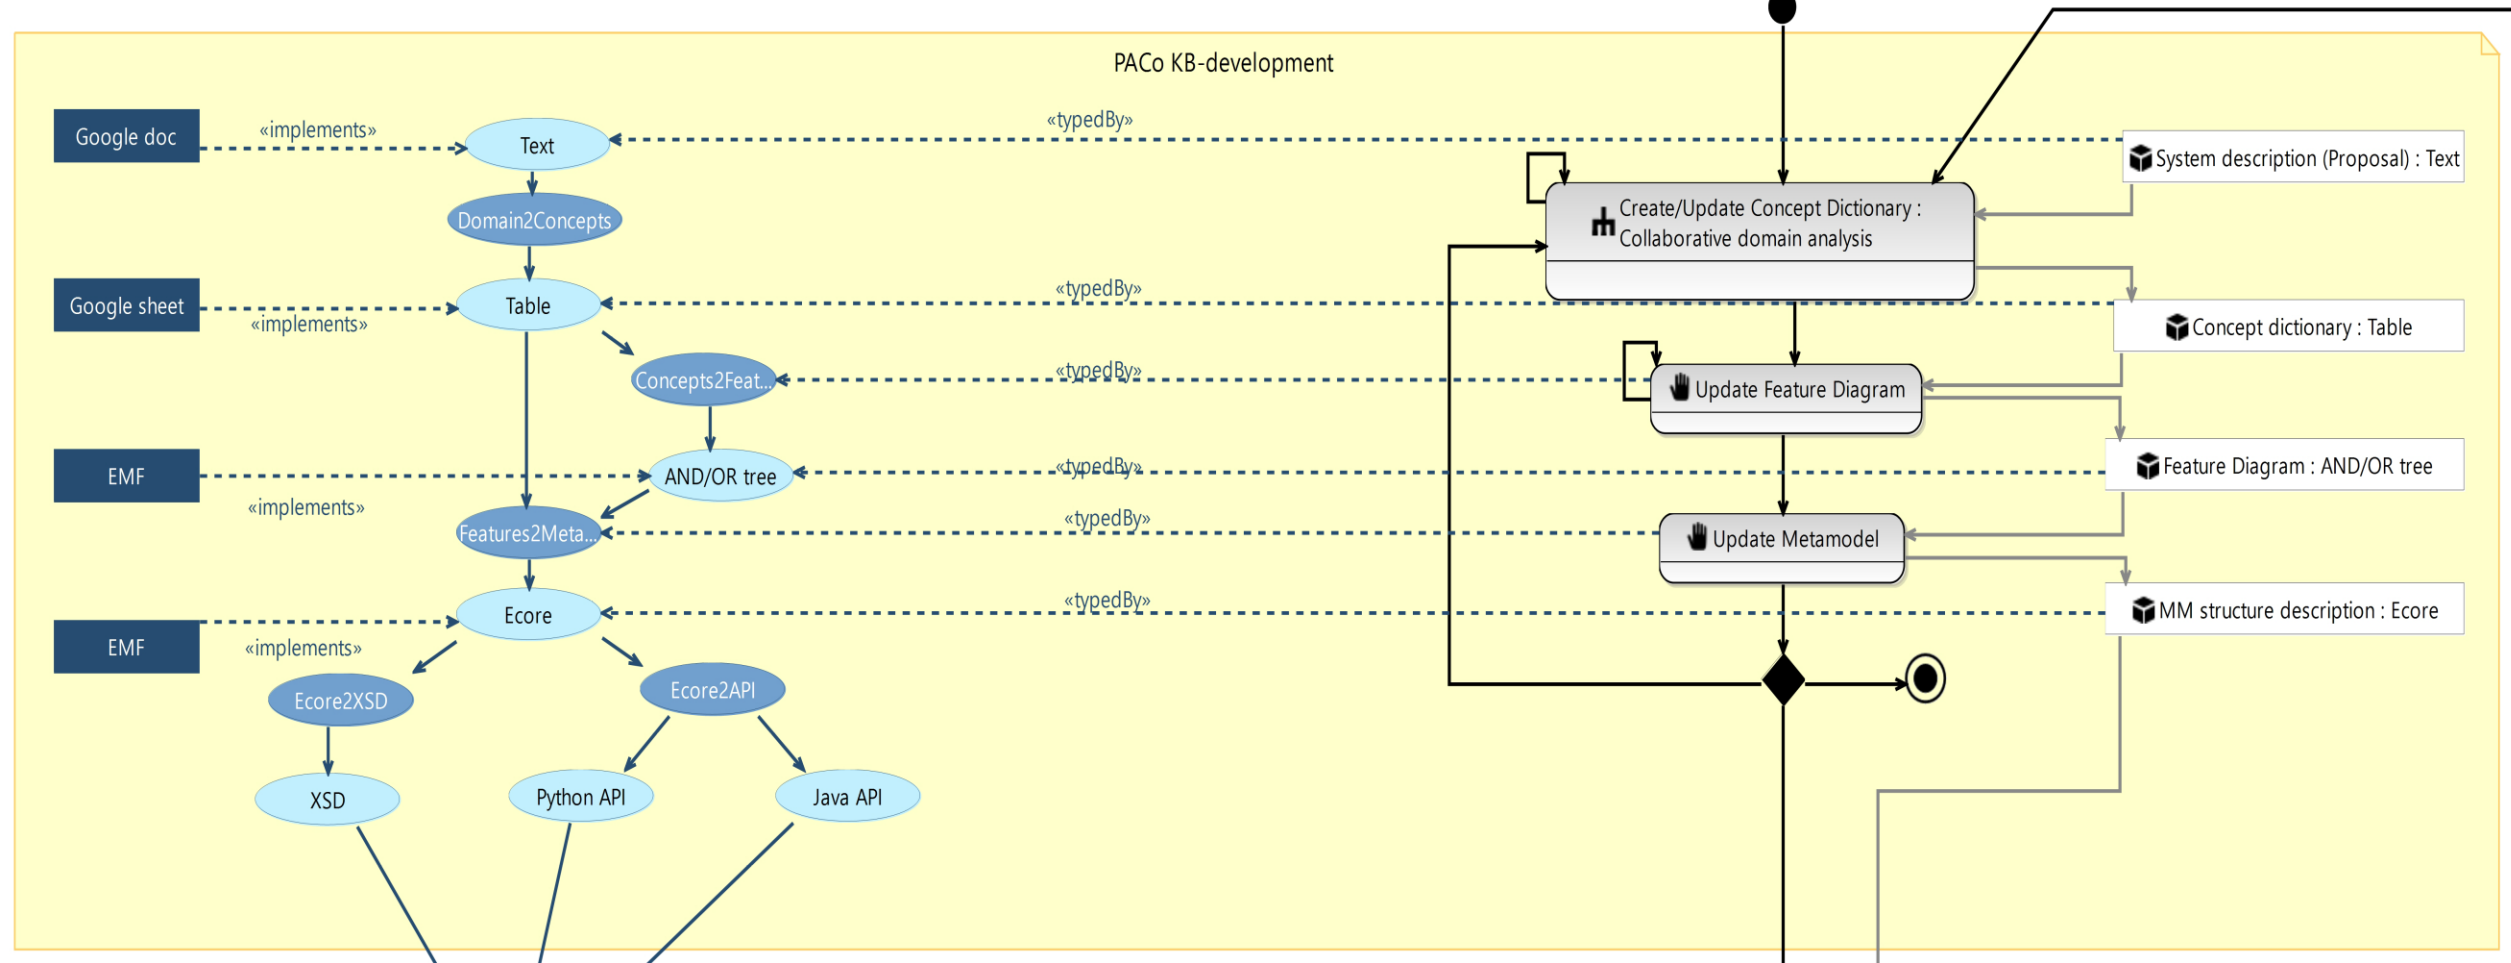 PACo KB-development
Google doc
«implements»
Text
«typedBy»
System description (Proposal) : Text
Domain2Concepts
Create/Update Concept Dictionary :
Collaborative domain analysis
Google sheet
«implements»
Table
«typedBy»
Concept dictionary : Table
Concepts2Feat...
«typedBy»
Update Feature Diagram
EMF
«implements»
AND/OR tree
«typedBy»
Feature Diagram : AND/OR tree
Features2Meta...
«typedBy»
Update Metamodel
EMF
«implements»
Ecore
«typedBy»
MM structure description : Ecore
Ecore2XSD
Ecore2API
XSD
Python API
Java API